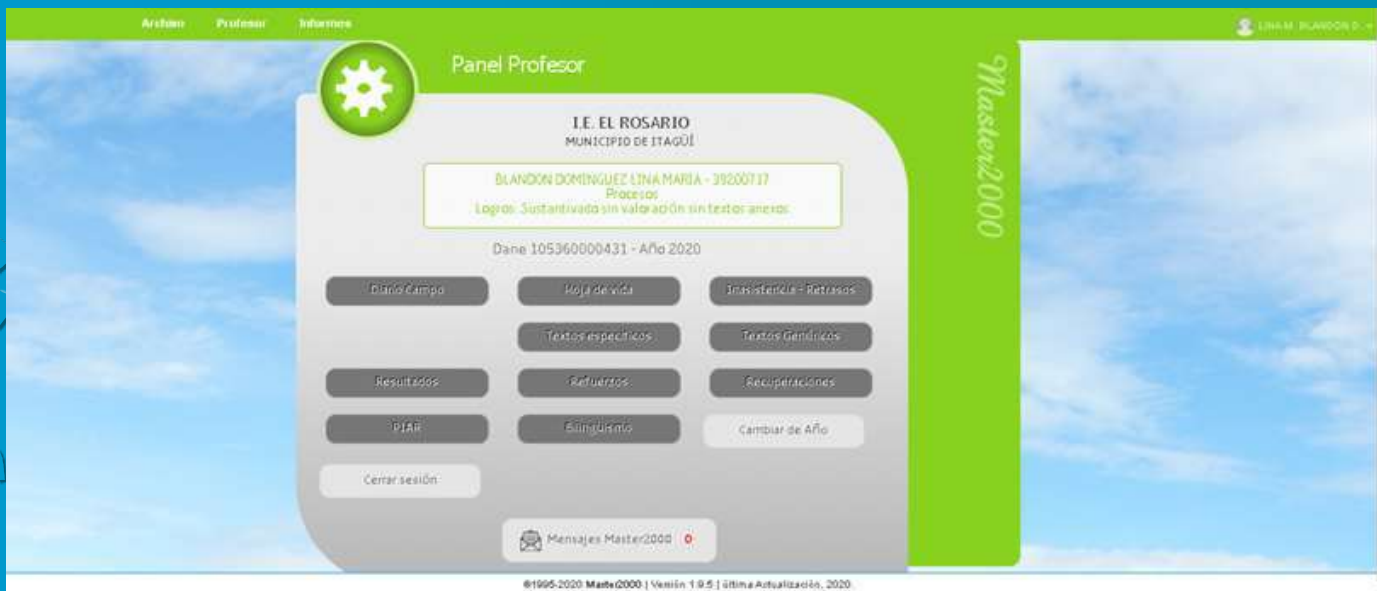 Archivo Profesor Informes
LINA M. BLANDON D.
Panel Profesor
Master2000
I.E. EL ROSARIO
MUNICIPIO DE ITAGÜÍ
BLANDON DOMINGUEZ LINA MARIA - 39200717
Procesos
Logros: Sustantivado sin valoración sin textos anexos
Dane 105360000431 - Año 2020
Diario Campo Hoja de vida Inasistencia - Retrasos
Textos específicos Textos Genéricos
Resultados Refuerzos Recuperaciones
PIAR Bilingüismo Cambiar de Año
Cerrar sesión
Mensajes Master2000 0
©1995-2020 Master2000 | Versión 1.9.5 | última Actualización, 2020